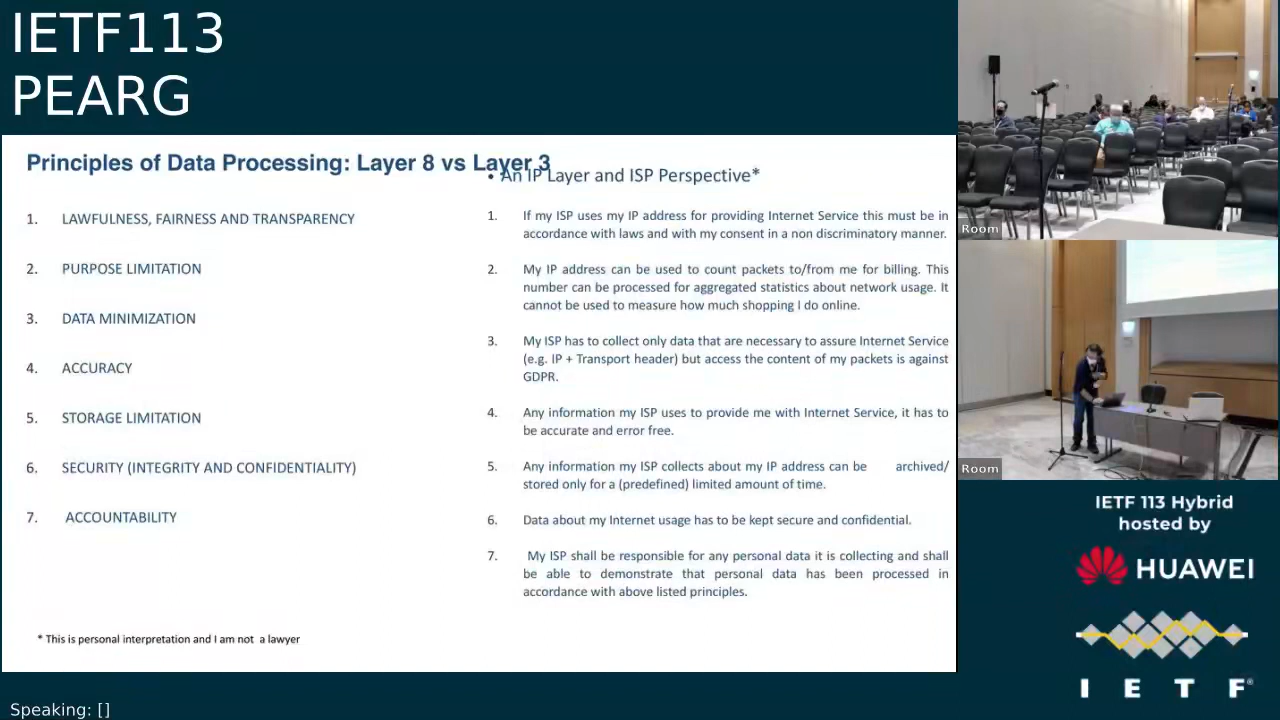 IETF113
PEARG
Principles of Data Processing: Layer 8 vs Layer 3
1. LAWFULNESS, FAIRNESS AND TRANSPARENCY
2. PURPOSE LIMITATION
3. DATA MINIMIZATION
4. ACCURACY
5. STORAGE LIMITATION
6. SECURITY (INTEGRITY AND CONFIDENTIALITY)
7. ACCOUNTABILITY
* This is personal interpretation and I am not a lawyer
• An IP Layer and ISP Perspective*
1. If my ISP uses my IP address for providing Internet Service this must be in
accordance with laws and with my consent in a non discriminatory manner.
2. My IP address can be used to count packets to/from me for billing. This
number can be processed for aggregated statistics about network usage. It
cannot be used to measure how much shopping I do online.
3. My ISP has to collect only data that are necessary to assure Internet Service
(e.g. IP + Transport header) but access the content of my packets is against
GDPR.
4. Any information my ISP uses to provide me with Internet Service, it has to
be accurate and error free.
5. Any information my ISP collects about my IP address can be archived/
stored only for a (predefined) limited amount of time.
6. Data about my Internet usage has to be kept secure and confidential.
7. My ISP shall be responsible for any personal data it is collecting and shall
be able to demonstrate that personal data has been processed in
accordance with above listed principles.
Room
Room
IETF 113 Hybrid
hosted by
HUAWEI
I E T F®
Speaking: []